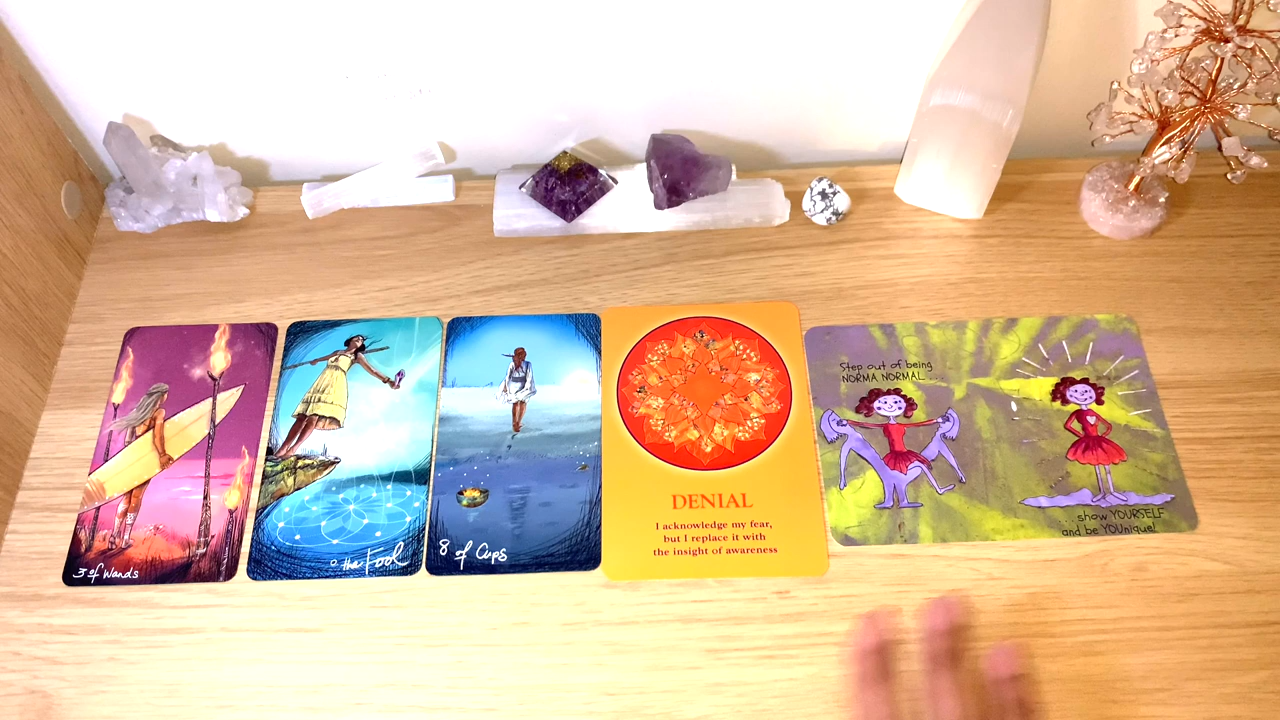 3 of Wands
0 the Fool
8 of Cups
DENIAL
I acknowledge my fear,
but I replace it with
the insight of awareness
Step out of being
NORMA NORMAL...
show YOURSELF
and be YOUnique!